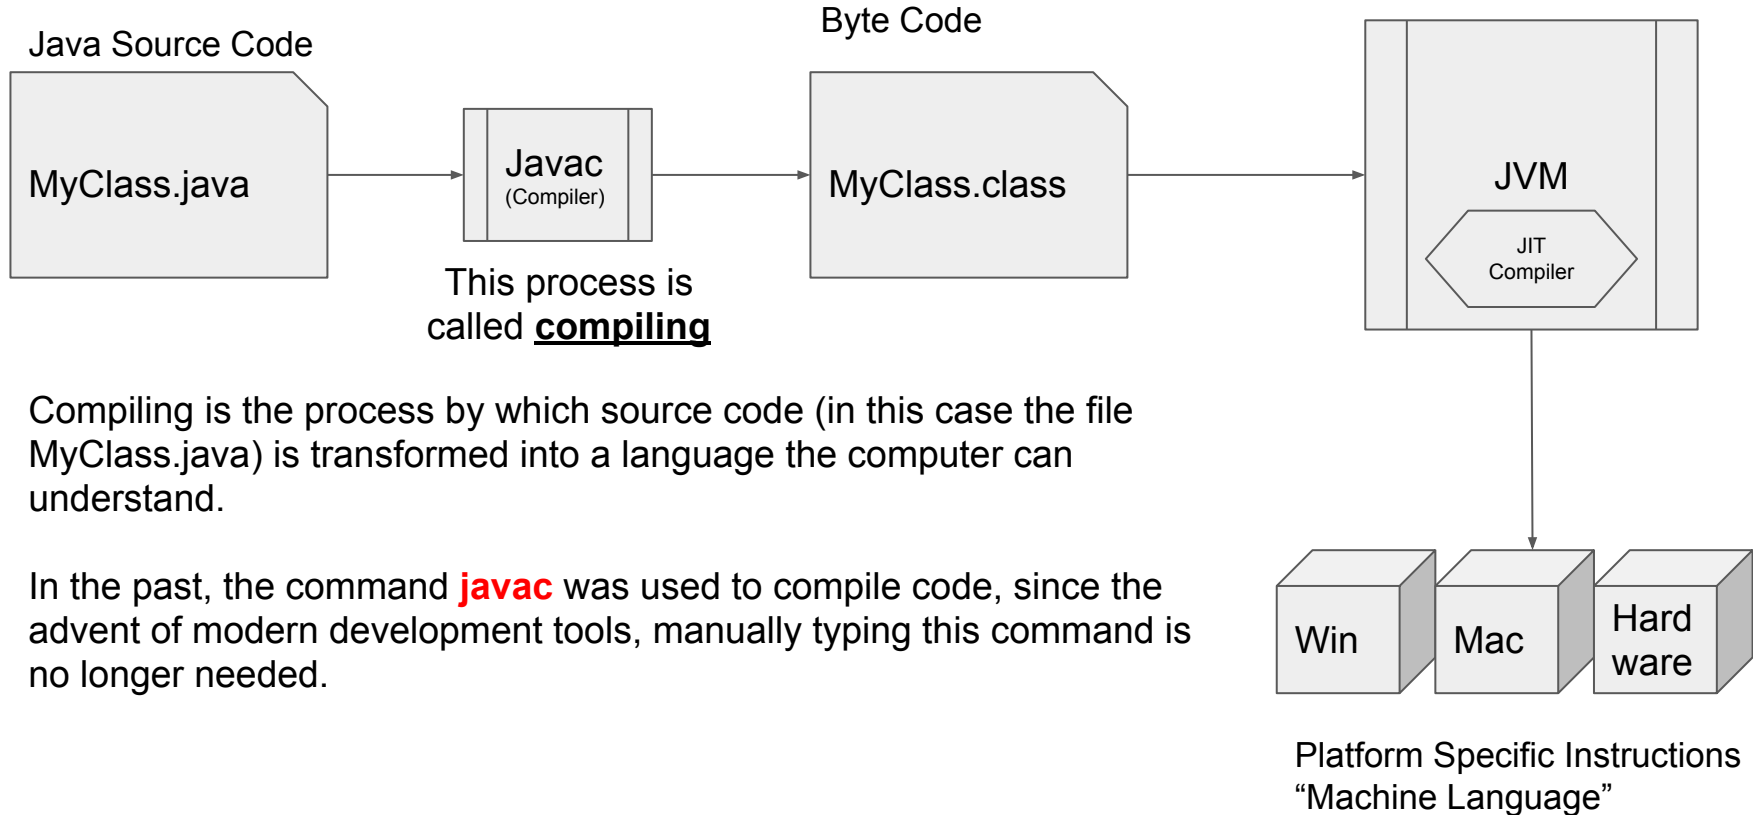 Java Source Code
MyClass.java
Javac
(Compiler)
This process is
called compiling
Byte Code
MyClass.class
JVM
JIT
Compiler
Compiling is the process by which source code (in this case the file
MyClass.java) is transformed into a language the computer can
understand.
In the past, the command javac was used to compile code, since the
advent of modern development tools, manually typing this command is
no longer needed.
Win
Mac
Hard
ware
Platform Specific Instructions
“Machine Language”